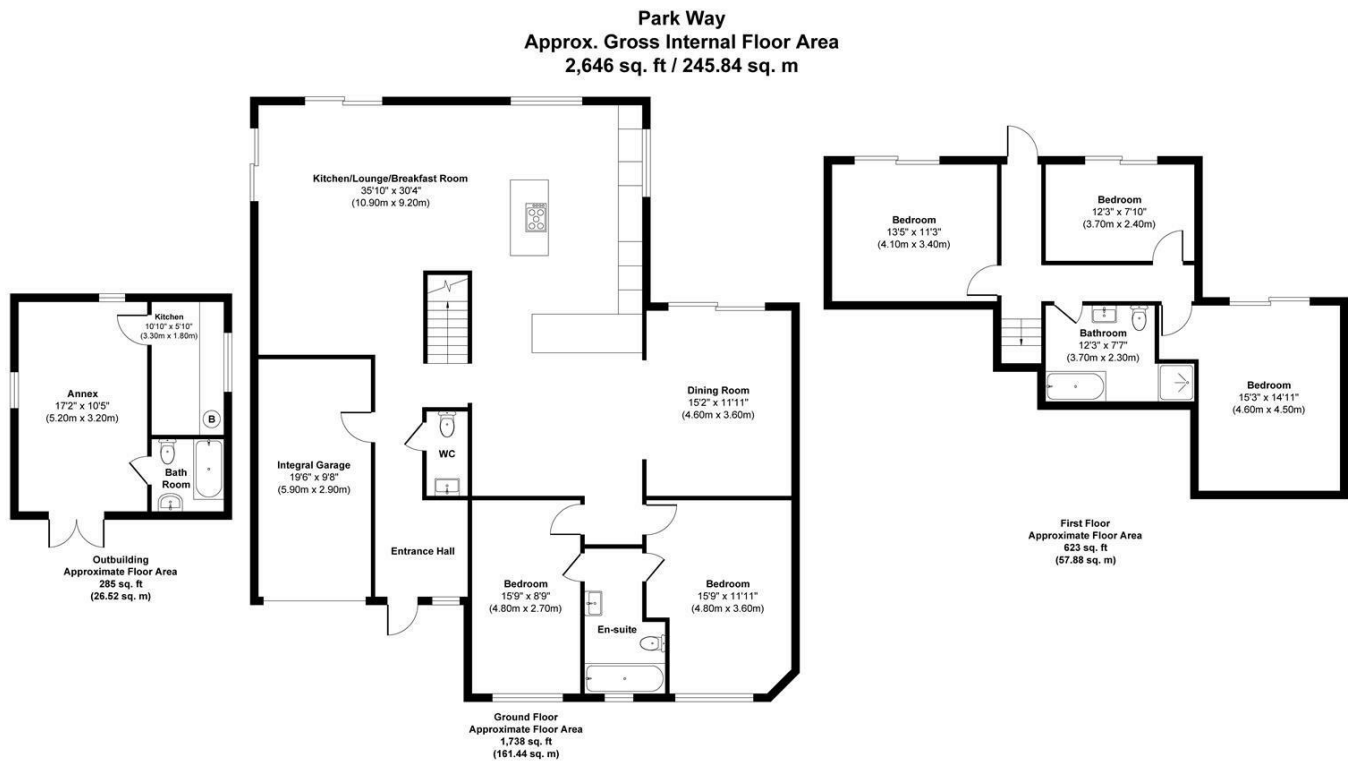 Park Way
Approx. Gross Internal Floor Area
2,646 sq. ft / 245.84 sq. m
Kitchen/Lounge/Breakfast Room
35'10" x 30'4"
(10.90m x 9.20m)
Kitchen
10'10" x 5'10"
(3.30m x 1.80m)
Annex
17'2" x 10'5"
(5.20m x 3.20m)
B
Bath
Room
Outbuilding
Approximate Floor Area
285 sq. ft
(26.52 sq. m)
Integral Garage
19'6" x 9'8"
(5.90m x 2.90m)
WC
Entrance Hall
Dining Room
15'2" x 11'11"
(4.60m x 3.60m)
Bedroom
15'9" x 8'9"
(4.80m x 2.70m)
En-suite
Bedroom
15'9" x 11'11"
(4.80m x 3.60m)
Ground Floor
Approximate Floor Area
1,738 sq. ft
(161.44 sq. m)
Bedroom
13'5" x 11'3"
(4.10m x 3.40m)
Bedroom
12'3" x 7'10"
(3.70m x 2.40m)
Bathroom
12'3" x 7'7"
(3.70m x 2.30m)
Bedroom
15'3" x 14'11"
(4.60m x 4.50m)
First Floor
Approximate Floor Area
623 sq. ft
(57.88 sq. m)